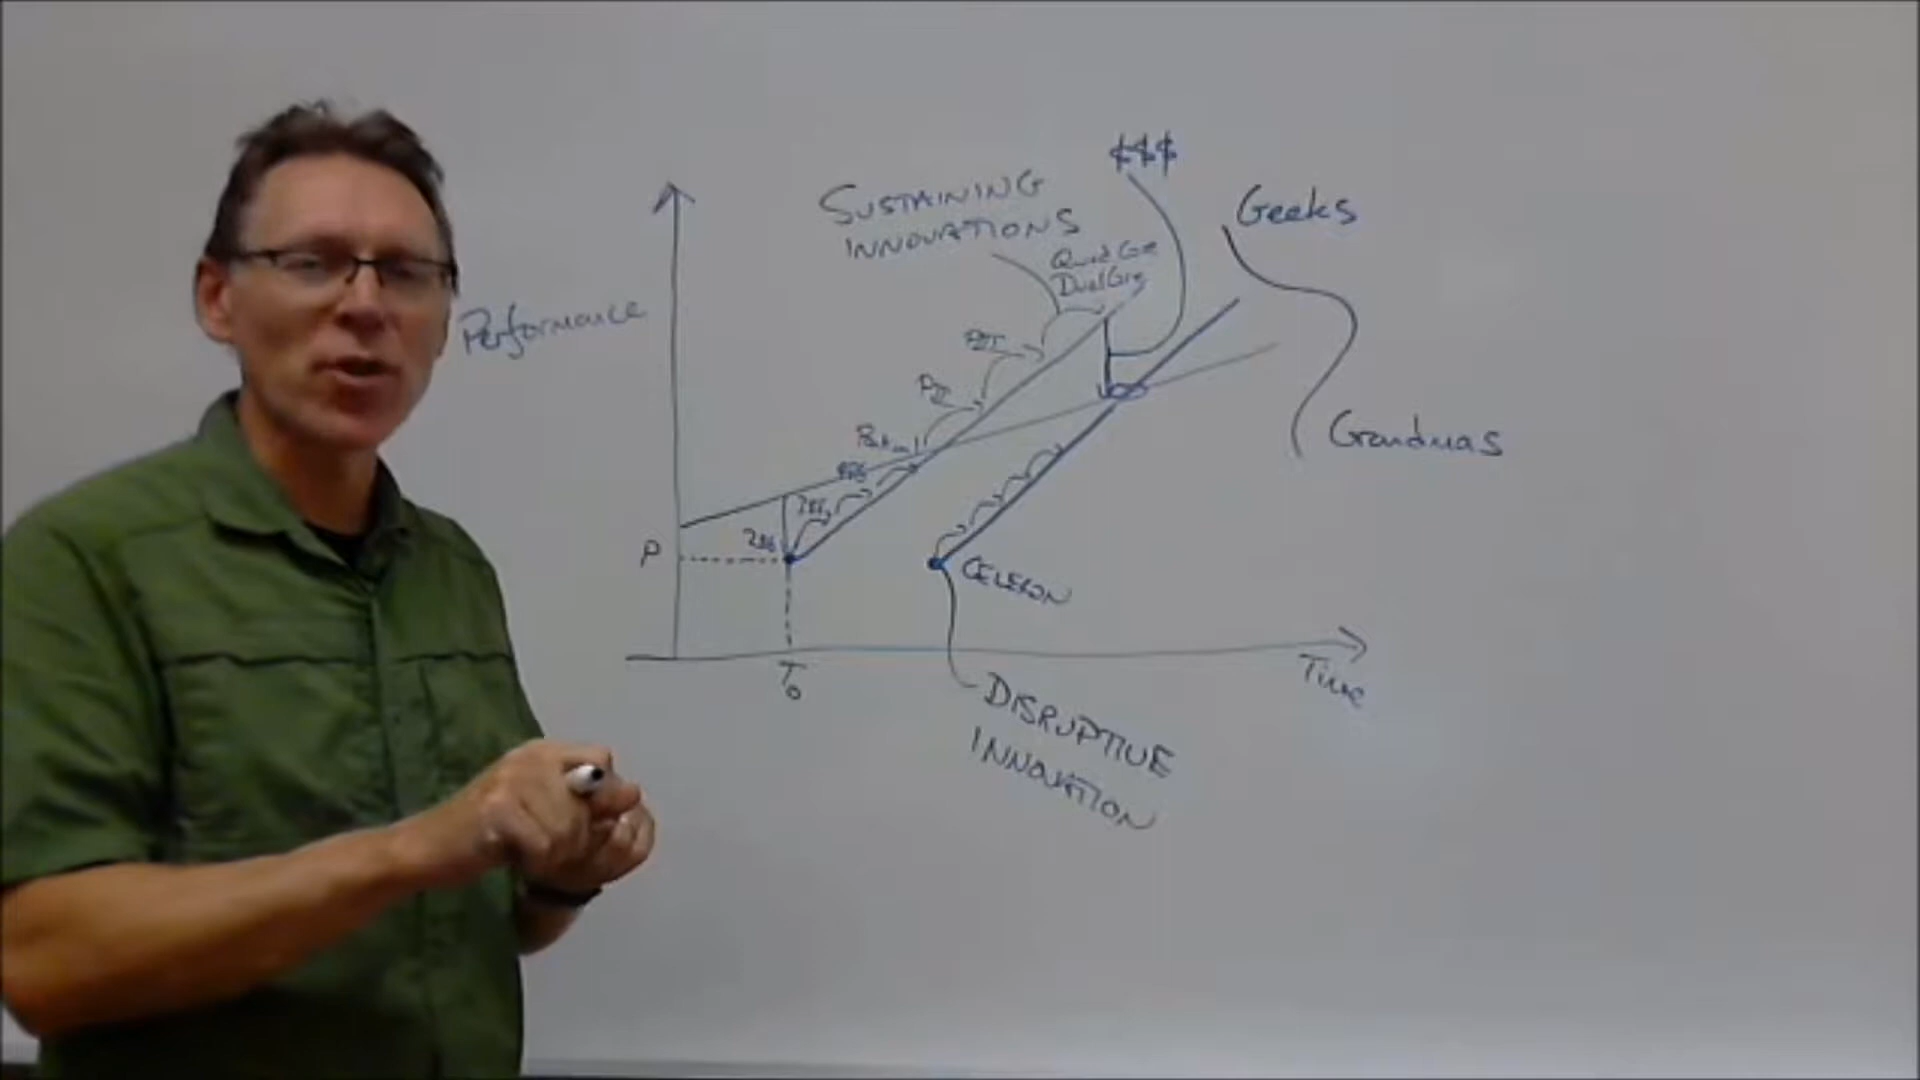 $$$
SUSTAINING
INNOVATIONS
Geeks
Quad Core
Dual Core
Performance
PIII
PII
Grandmas
Pentium
486
386
286
P
CELERON
T0
Time
DISRUPTIVE
INNOVATION